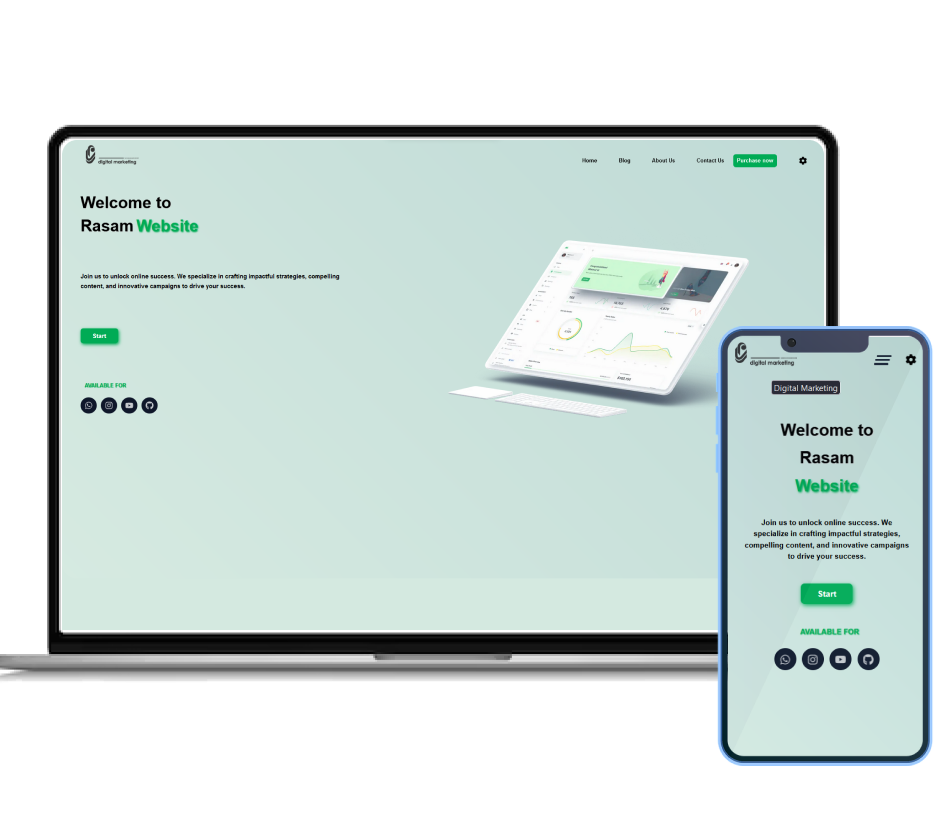 digital marketing
Home
Blog
About Us
Contact Us
Purchase now
Welcome to
Rasam Website
Join us to unlock online success. We specialize in crafting impactful strategies, compelling
content, and innovative campaigns to drive your success.
Start
AVAILABLE FOR
digital marketing
Digital Marketing
Welcome to
Rasam
Website
Join us to unlock online success. We
specialize in crafting impactful strategies,
compelling content, and innovative campaigns
to drive your success.
Start
AVAILABLE FOR